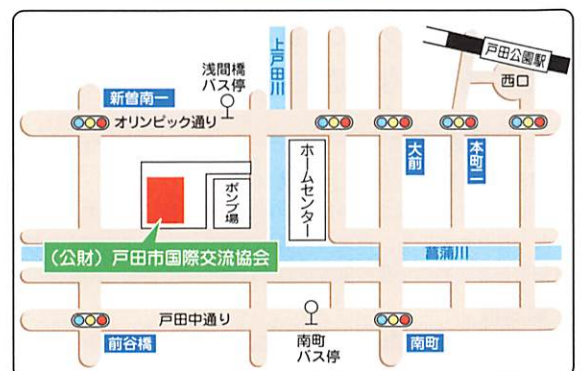 戸田公園駅
西口
上戸田川
浅間橋
バス停
新曽南一
オリンピック通り
大前
本町二
ホームセンター
ポンプ場
(公財)戸田市国際交流協会
菖蒲川
戸田中通り
前谷橋
南町
バス停
南町